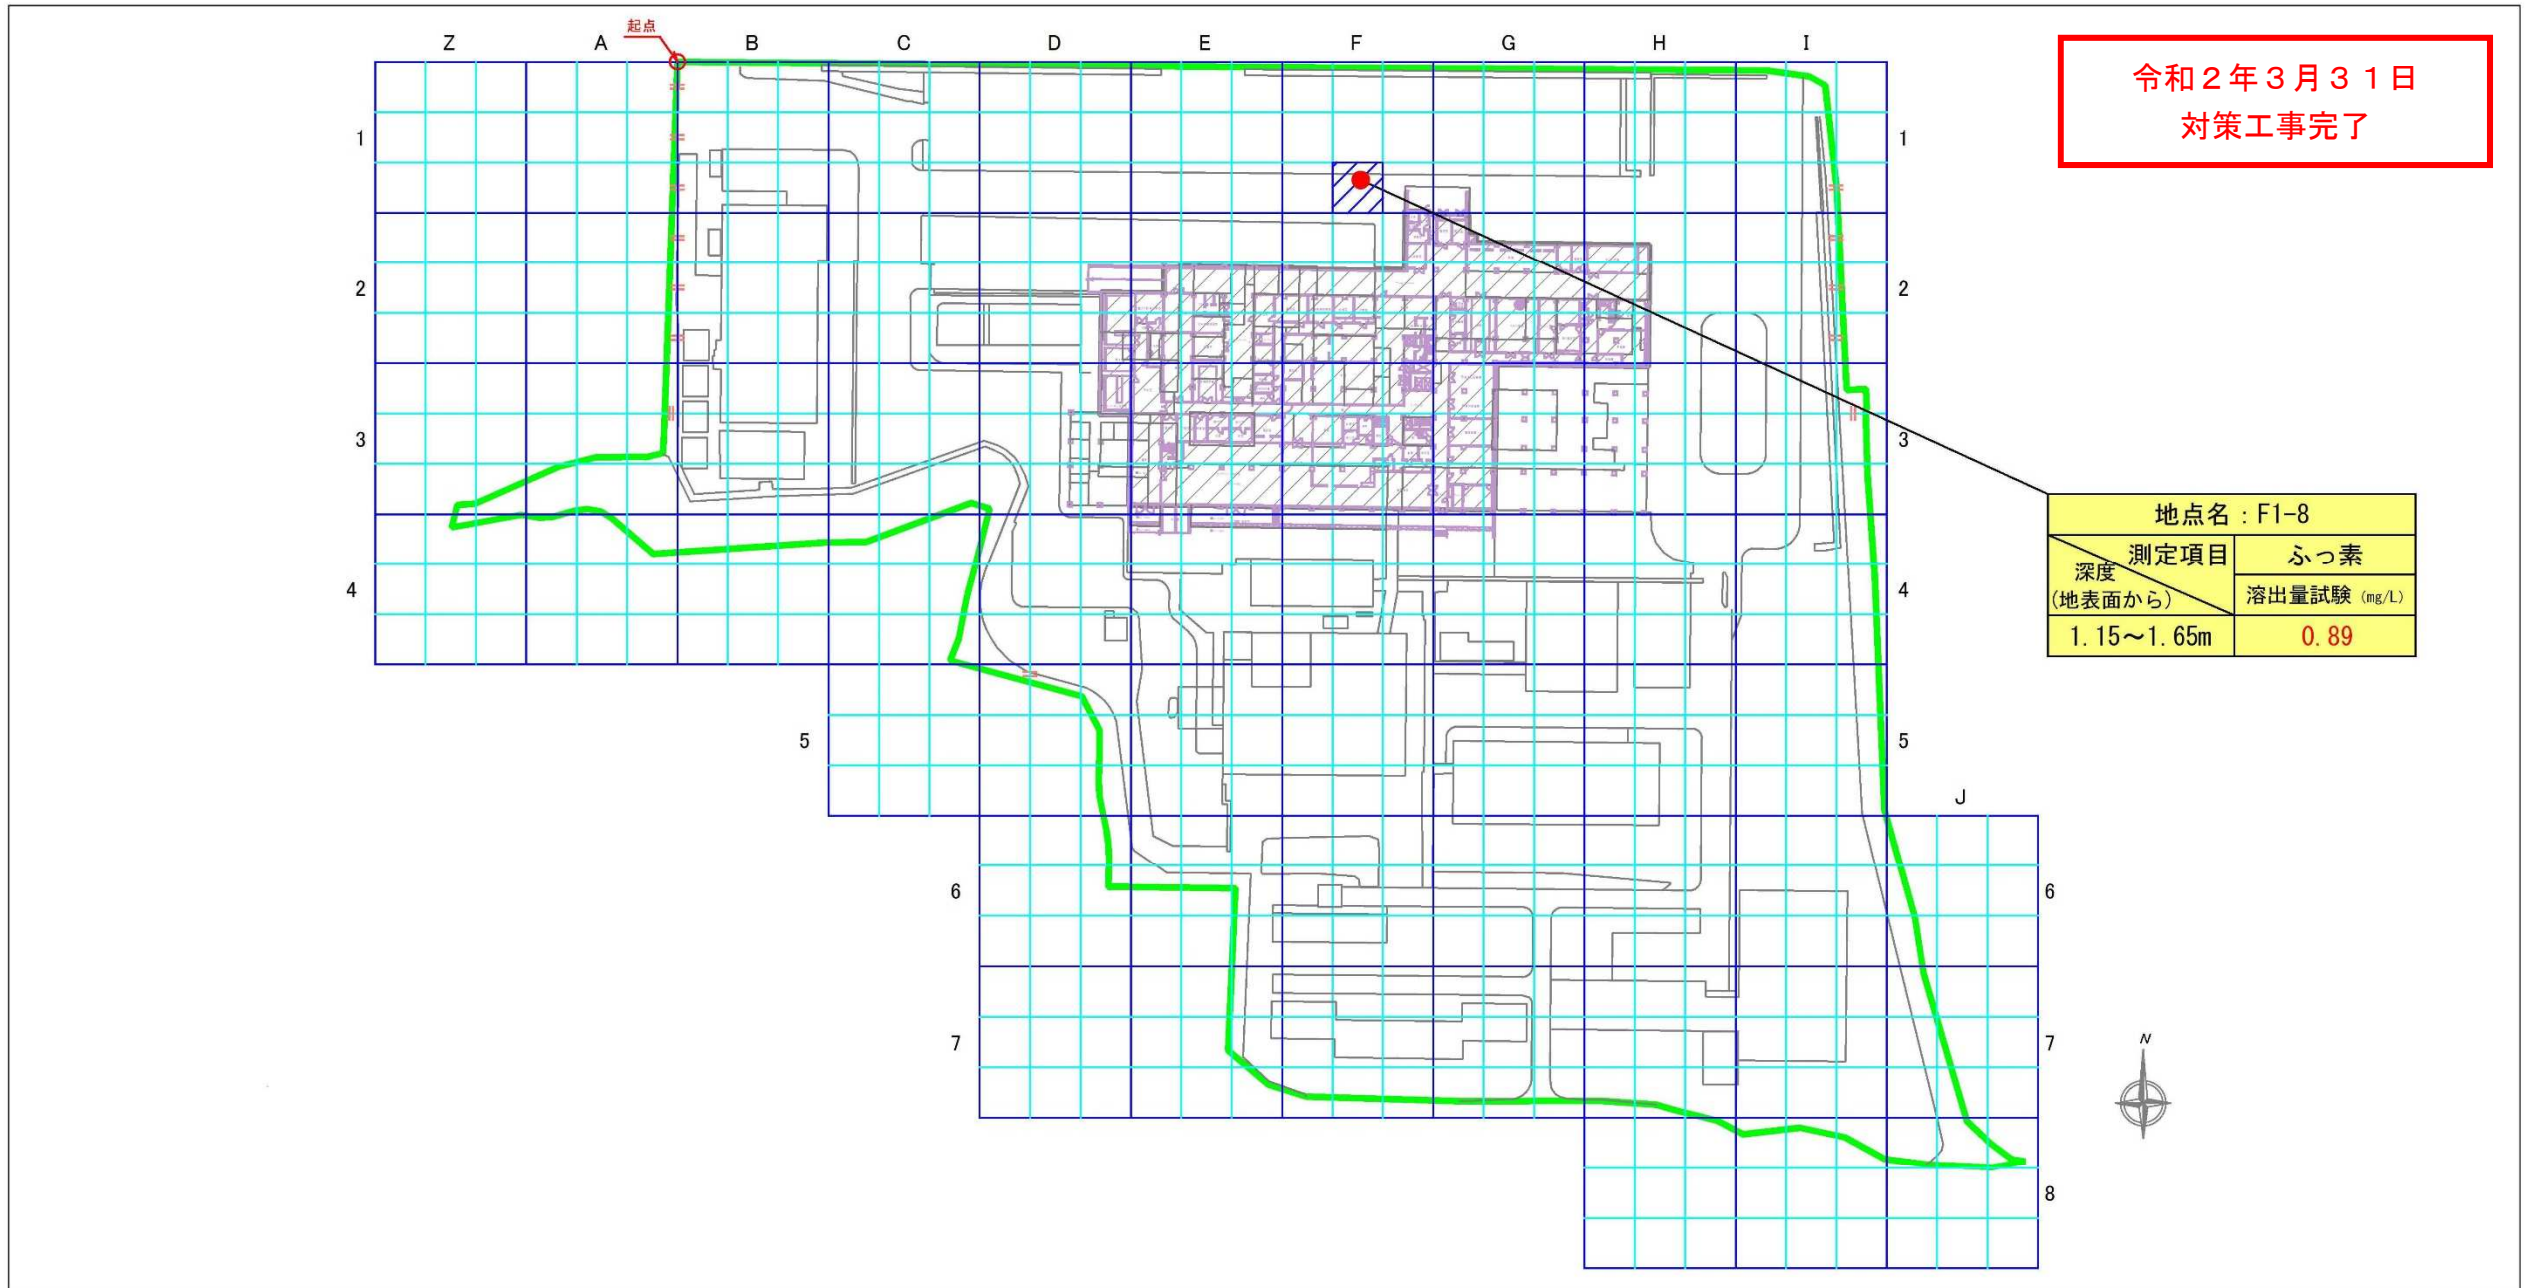 起点
Z A B C D E F G H I
令和２年３月３１日
対策工事完了
1 1
2 2
3 3
地点名：F1-8
測定項目 ふっ素
深度
(地表面から) 溶出量試験 (mg/L)
1.15～1.65m 0.89
4 4
5 5
J
6 6
7 7
N
8